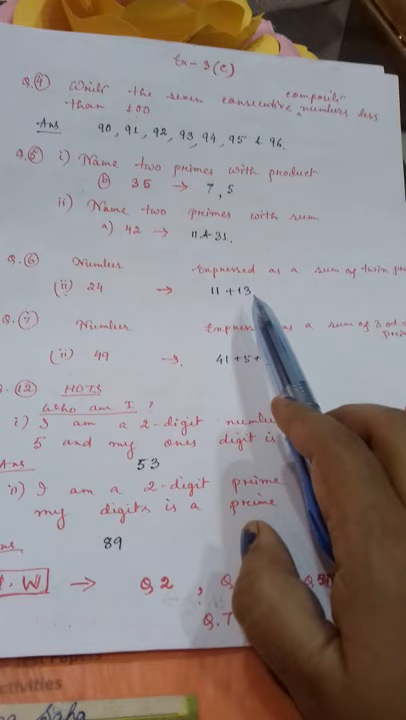 Ex - 3(C)
Q.④ Write the seven consecutive composite numbers less
than 100
Ans 90, 91, 92, 93, 94, 95 & 96.
Q.⑤ i) Name two primes with product
(b) 35 → 7, 5
ii) Name two primes with sum
a) 42 → 11 & 31.
Q.⑥ Number Expressed as a sum of twin
(ii) 24 → 11 + 13
Q.⑦ Number a sum of 3 od
(ii) 49 → 41 + 5 +
⑫ HOTS
Who am I ?
i) I am a 2-digit
5 and my ones digit is
Ans 53
ii) I am a 2-digit prime
my digits is a prime
89
H.W → Q2 ,
Q.7